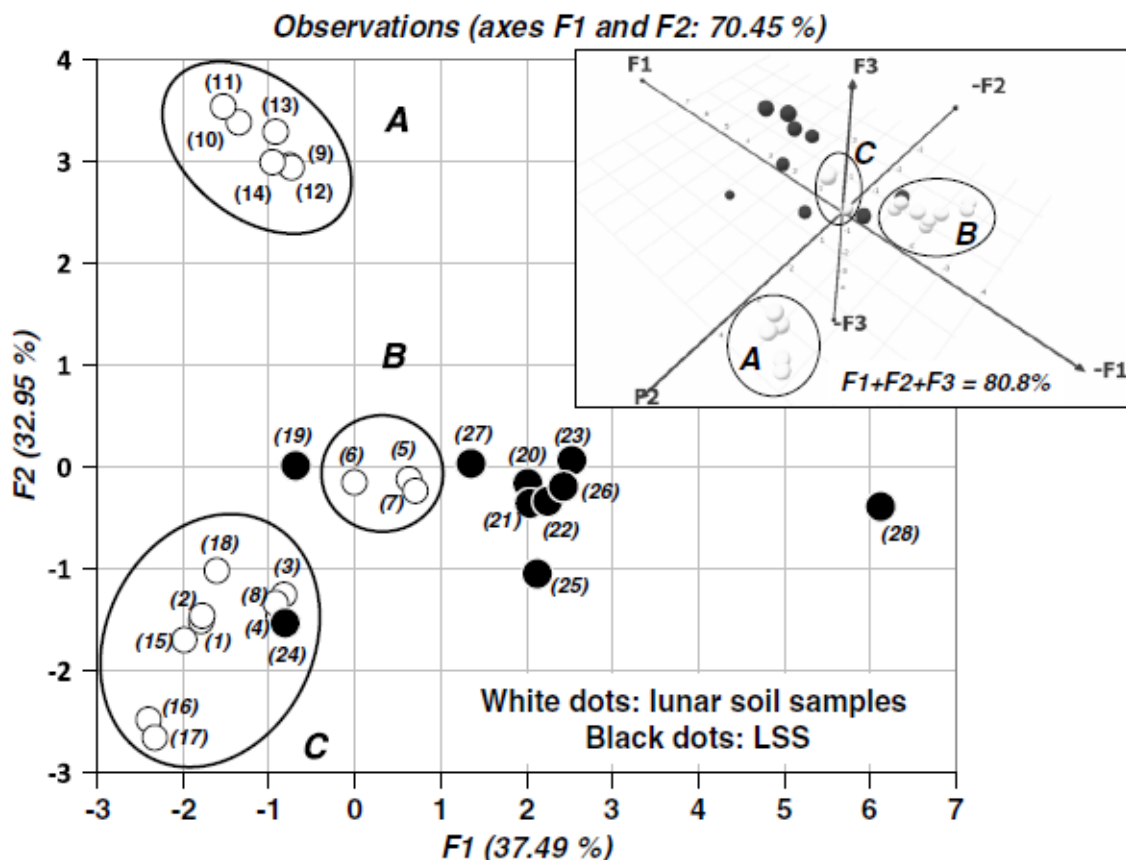 Observations (axes F1 and F2: 70.45 %)
F1
F3
-F2
C
B
A
-F3
-F1
P2
F1+F2+F3 = 80.8%
4
3
2
1
0
-1
-2
-3
F2 (32.95 %)
(11)
(13)
A
(10)
(9)
(14)
(12)
B
(19)
(6)
(5)
(7)
(27)
(20)
(23)
(21)
(22)
(26)
(25)
(28)
(18)
(3)
(2)
(8)
(15)
(1)
(4)
(24)
(16)
(17)
C
White dots: lunar soil samples
Black dots: LSS
-3 -2 -1 0 1 2 3 4 5 6 7
F1 (37.49 %)